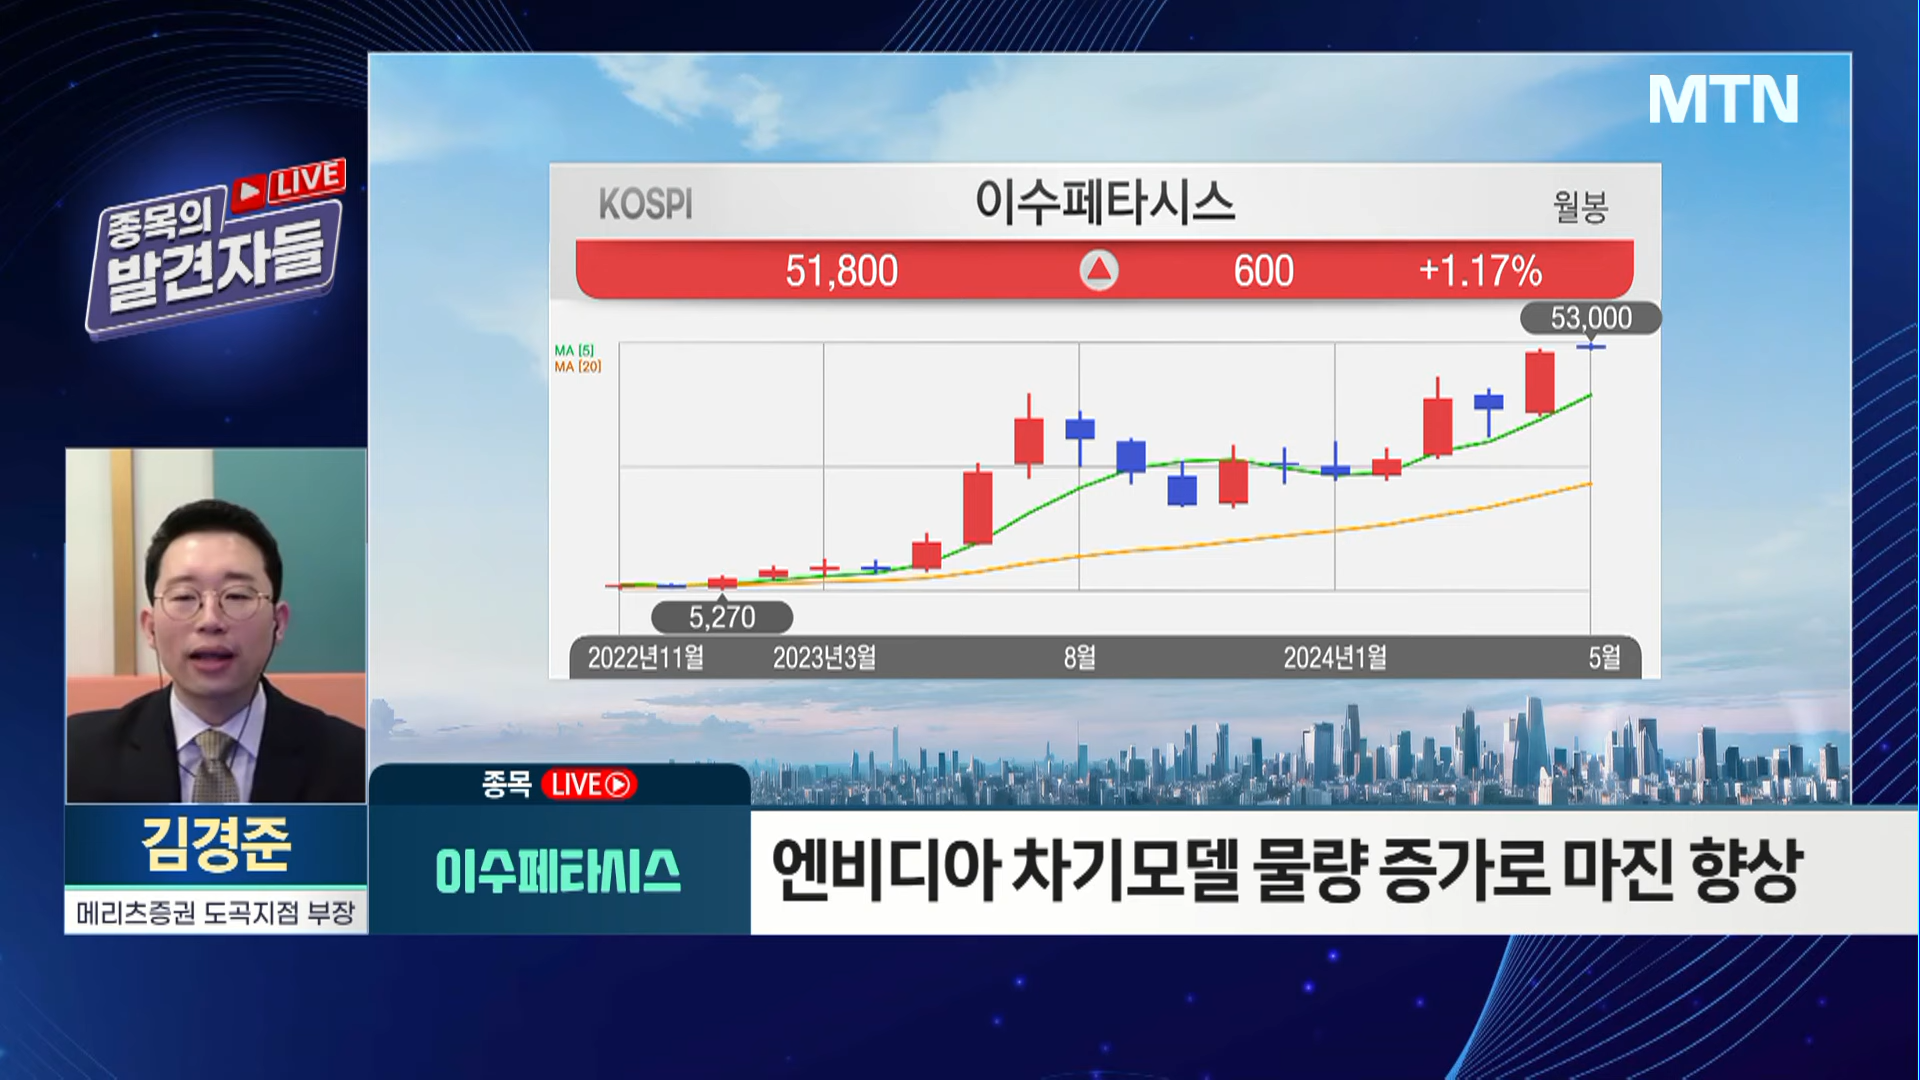 MTN
종목의
LIVE
발견자들
KOSPI
이수페타시스
월봉
51,800
600
+1.17%
53,000
MA [5]
MA [20]
5,270
2022년11월
2023년3월
8월
2024년1월
5월
종목 LIVE
김경준
메리츠증권 도곡지점 부장
이수페타시스
엔비디아 차기모델 물량 증가로 마진 향상